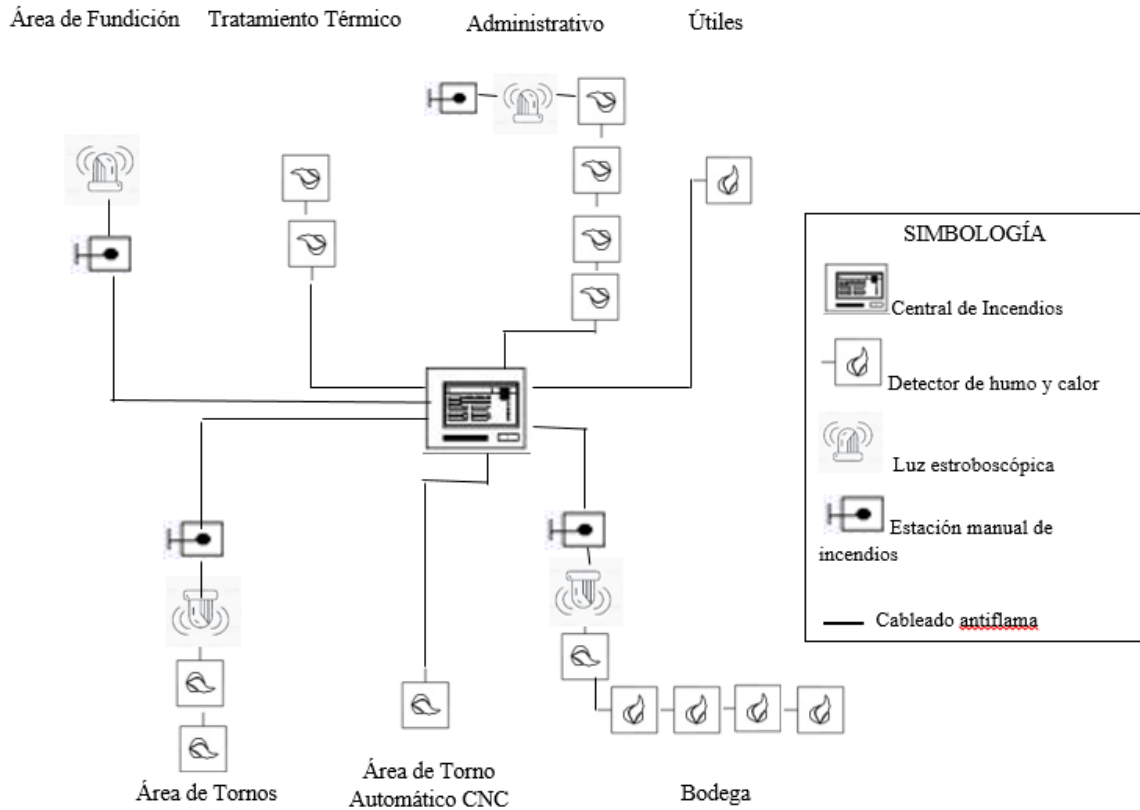 Área de Fundición
Tratamiento Térmico
Administrativo
Útiles
SIMBOLOGÍA
Central de Incendios
Detector de humo y calor
Luz estroboscópica
Estación manual de
incendios
Cableado antiflama
Área de Tornos
Área de Torno
Automático CNC
Bodega